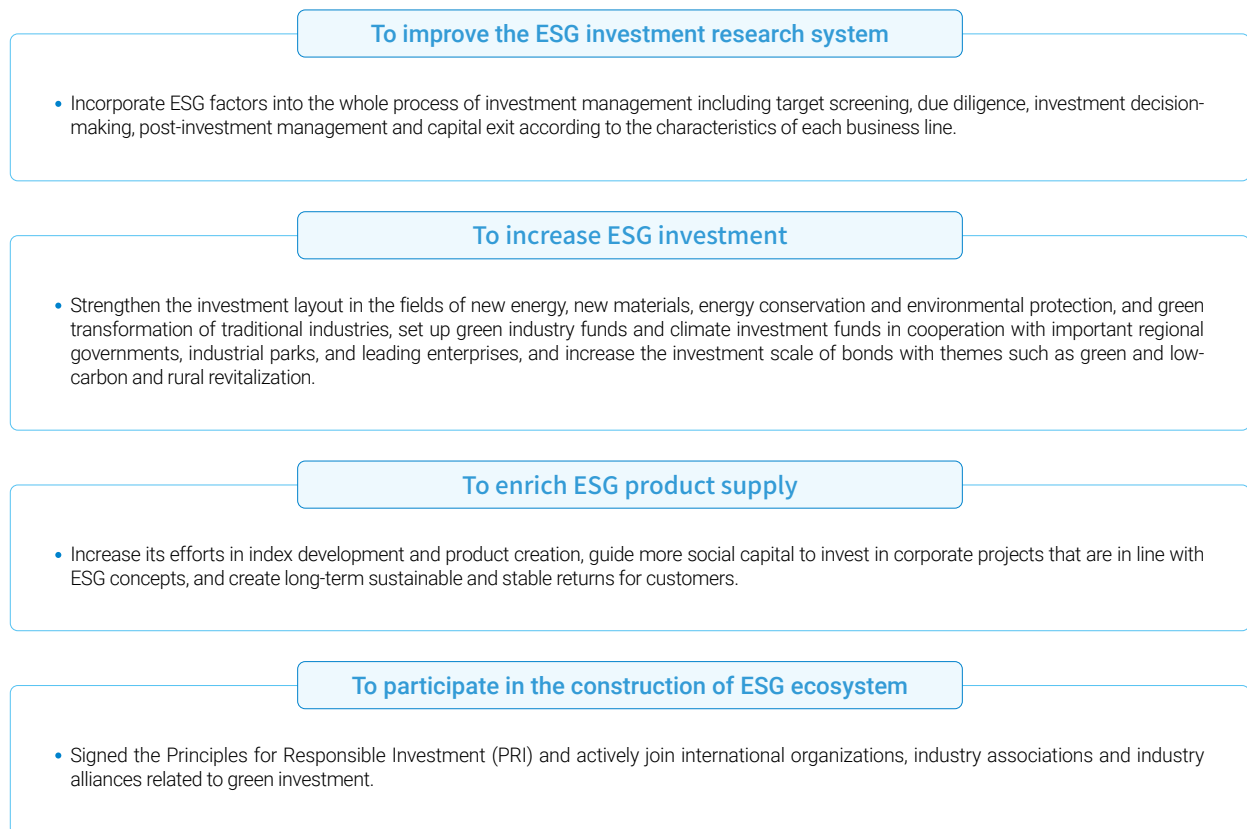 To improve the ESG investment research system
• Incorporate ESG factors into the whole process of investment management including target screening, due diligence, investment decision-
making, post-investment management and capital exit according to the characteristics of each business line.
To increase ESG investment
• Strengthen the investment layout in the fields of new energy, new materials, energy conservation and environmental protection, and green
transformation of traditional industries, set up green industry funds and climate investment funds in cooperation with important regional
governments, industrial parks, and leading enterprises, and increase the investment scale of bonds with themes such as green and low-
carbon and rural revitalization.
To enrich ESG product supply
• Increase its efforts in index development and product creation, guide more social capital to invest in corporate projects that are in line with
ESG concepts, and create long-term sustainable and stable returns for customers.
To participate in the construction of ESG ecosystem
• Signed the Principles for Responsible Investment (PRI) and actively join international organizations, industry associations and industry
alliances related to green investment.